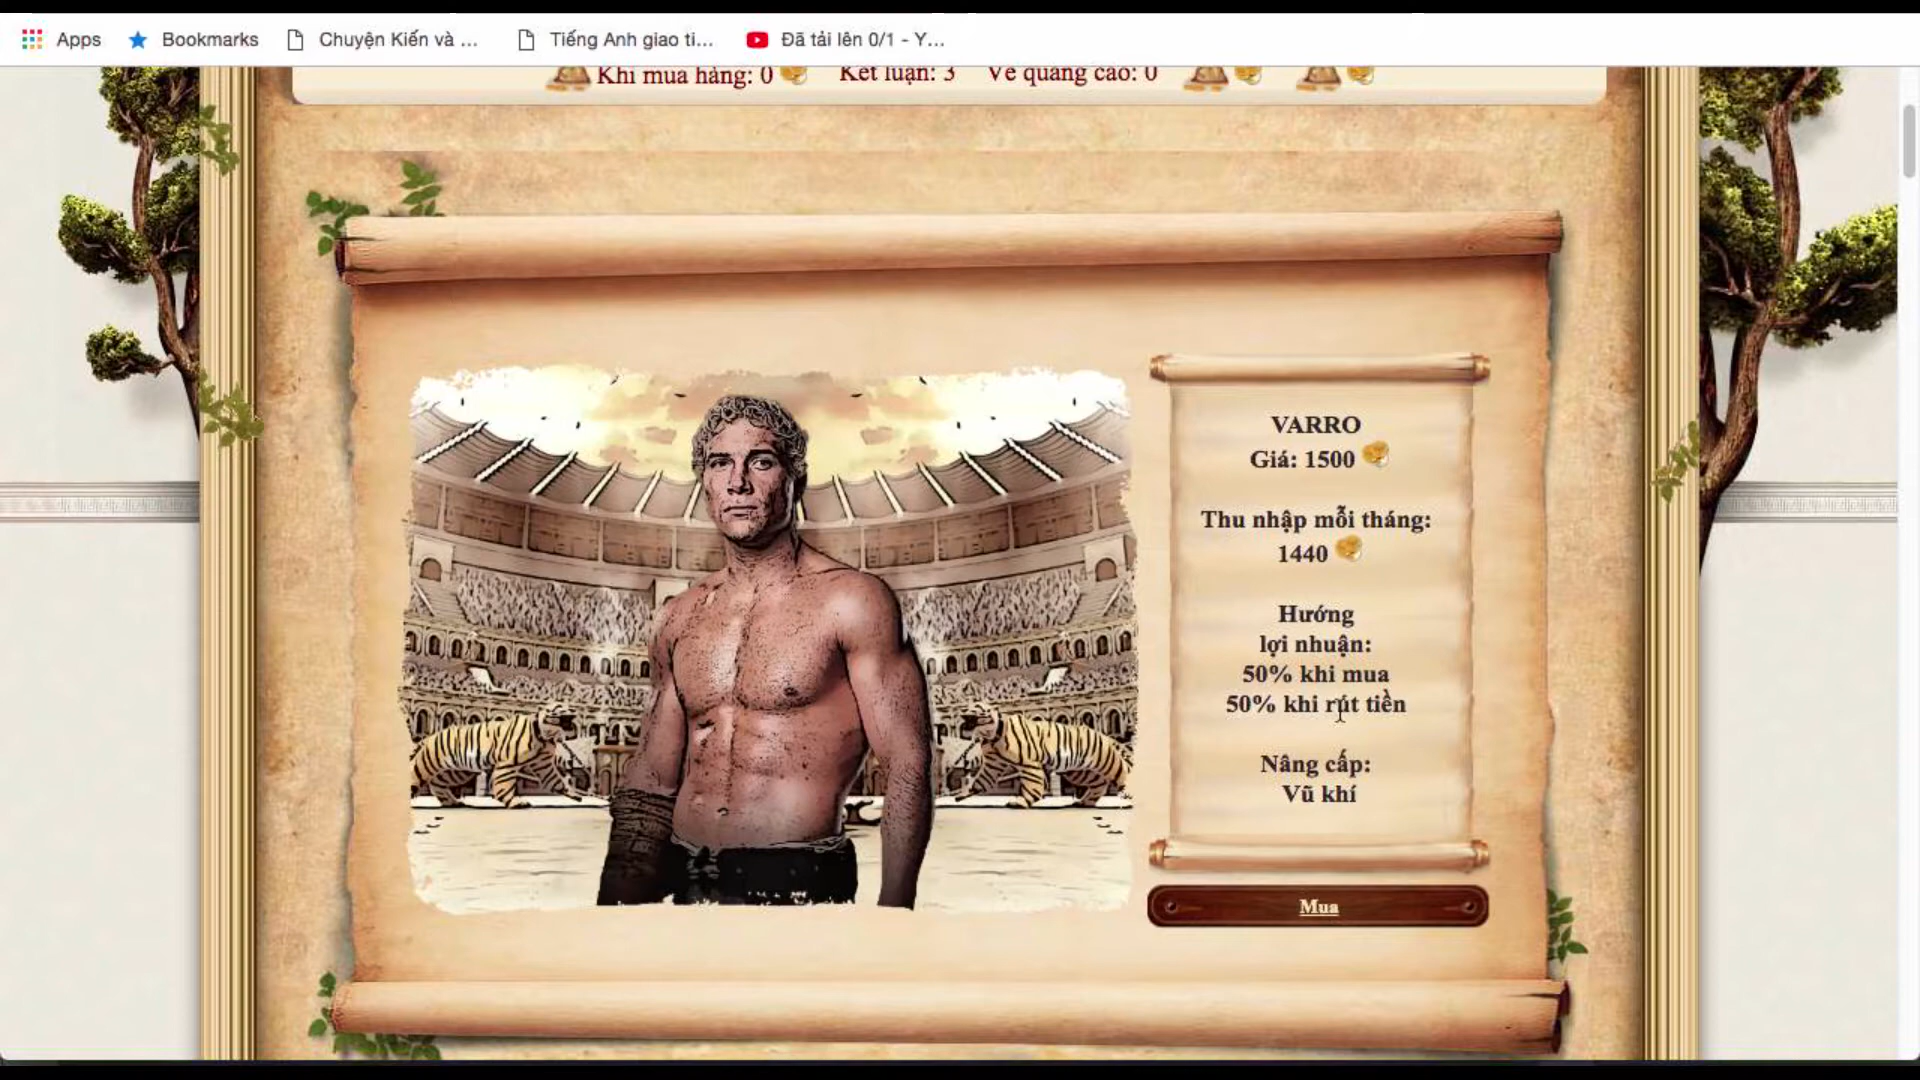 Apps Bookmarks Chuyện Kiến và ... Tiếng Anh giao ti... Đã tải lên 0/1 - Y...
Khi mua hàng: 0 Kết luận: 3 Về quảng cáo: 0
VARRO
Giá: 1500
Thu nhập mỗi tháng:
1440
Hướng
lợi nhuận:
50% khi mua
50% khi rút tiền
Nâng cấp:
Vũ khí
Mua